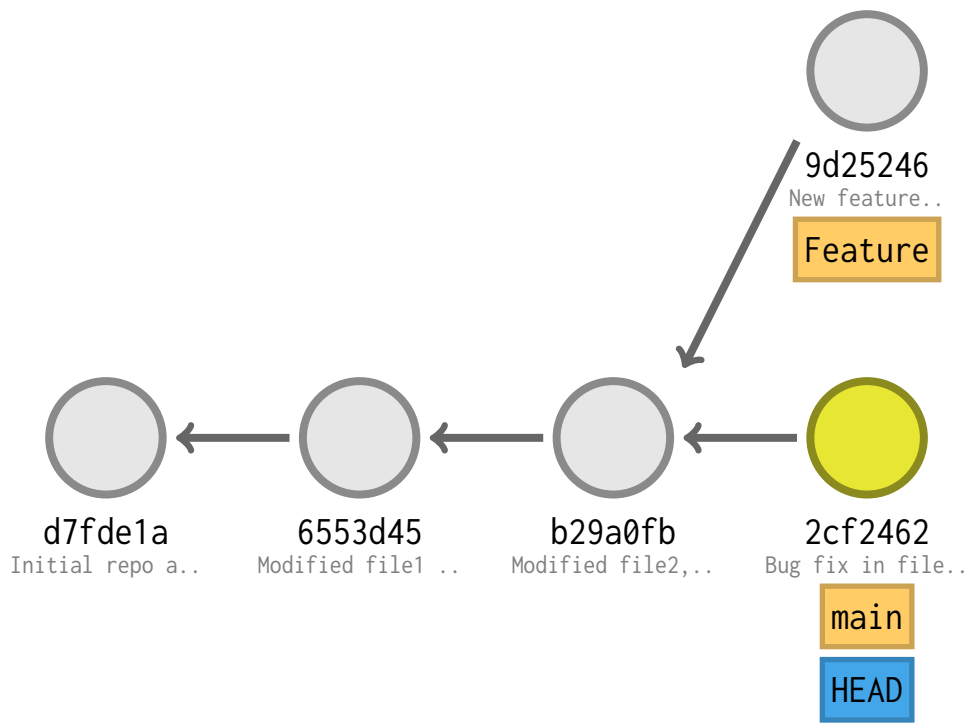 9d25246
New feature..
Feature
d7fde1a
Initial repo a..
6553d45
Modified file1 ..
b29a0fb
Modified file2,..
2cf2462
Bug fix in file..
main
HEAD